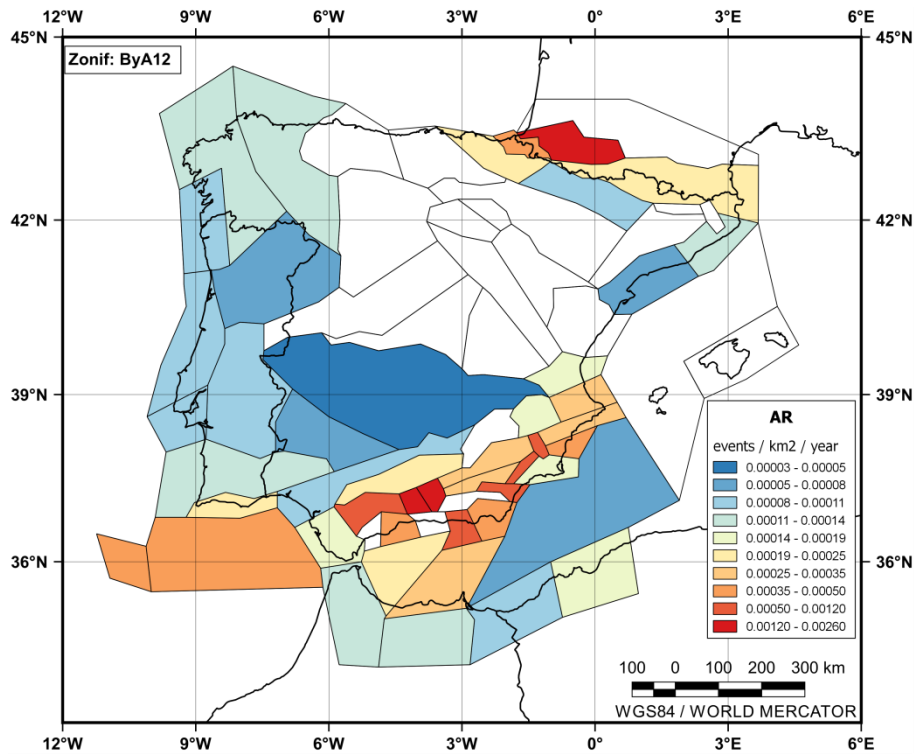 12°W 9°W 6°W 3°W 0° 3°E 6°E
45°N 45°N
Zonif: ByA12
42°N 42°N
39°N 39°N
AR
events / km2 / year
0.00003 - 0.00005
0.00005 - 0.00008
0.00008 - 0.00011
0.00011 - 0.00014
0.00014 - 0.00019
0.00019 - 0.00025
36°N 36°N
0.00025 - 0.00035
0.00035 - 0.00050
0.00050 - 0.00120
0.00120 - 0.00260
100 0 100 200 300 km
WGS84 / WORLD MERCATOR
12°W 9°W 6°W 3°W 0° 3°E 6°E